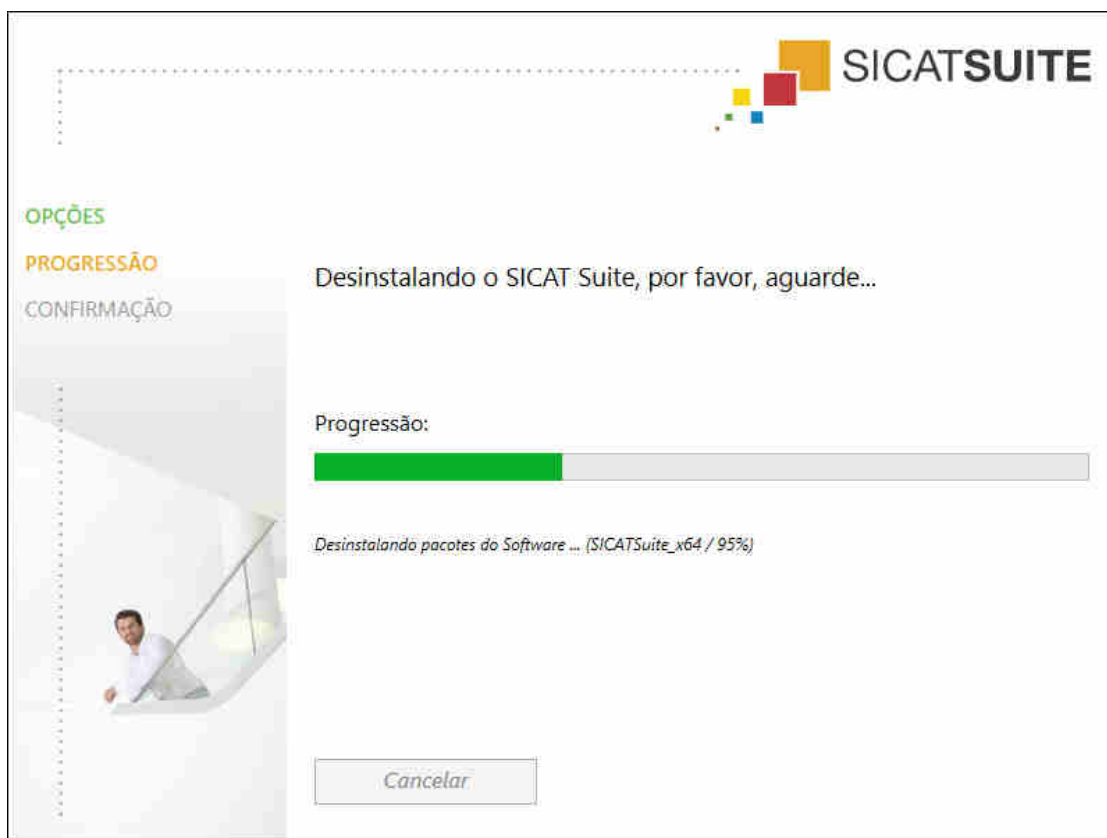 SICATSUITE
OPÇÕES
PROGRESSÃO
CONFIRMAÇÃO
Desinstalando o SICAT Suite, por favor, aguarde...
Progressão:
Desinstalando pacotes do Software ... (SICATSuite_x64 / 95%)
Cancelar